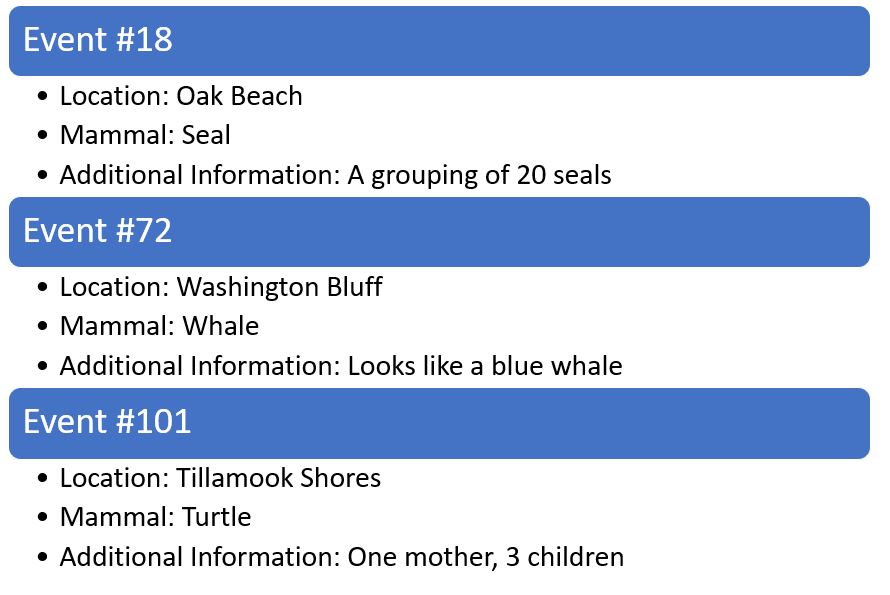 Event #18
• Location: Oak Beach
• Mammal: Seal
• Additional Information: A grouping of 20 seals
Event #72
• Location: Washington Bluff
• Mammal: Whale
• Additional Information: Looks like a blue whale
Event #101
• Location: Tillamook Shores
• Mammal: Turtle
• Additional Information: One mother, 3 children